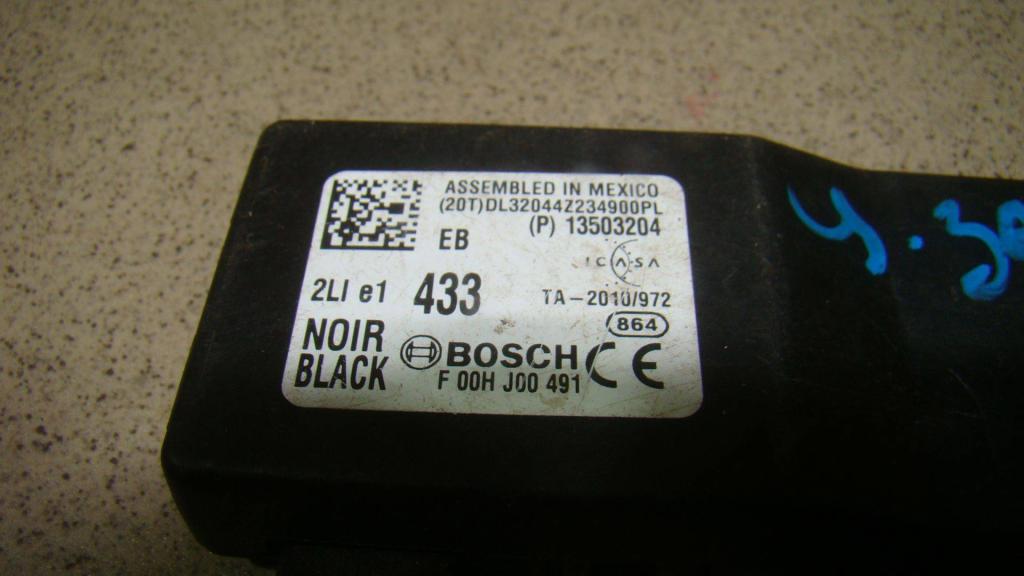 ASSEMBLED IN MEXICO
(20T)DL32044Z234900PL
(P) 13503204
EB
ICASA
2LI e1 433 TA-2010/972
864
NOIR
BLACK
BOSCH CE
F 00H J00 491